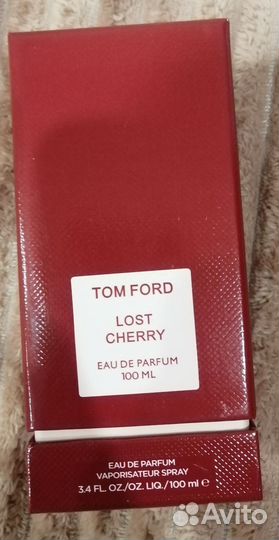 TOM FORD
LOST
CHERRY
EAU DE PARFUM
100 ML
EAU DE PARFUM
VAPORISATEUR SPRAY
3.4 FL. OZ./OZ. LIQ./100 ml ℮
Avito